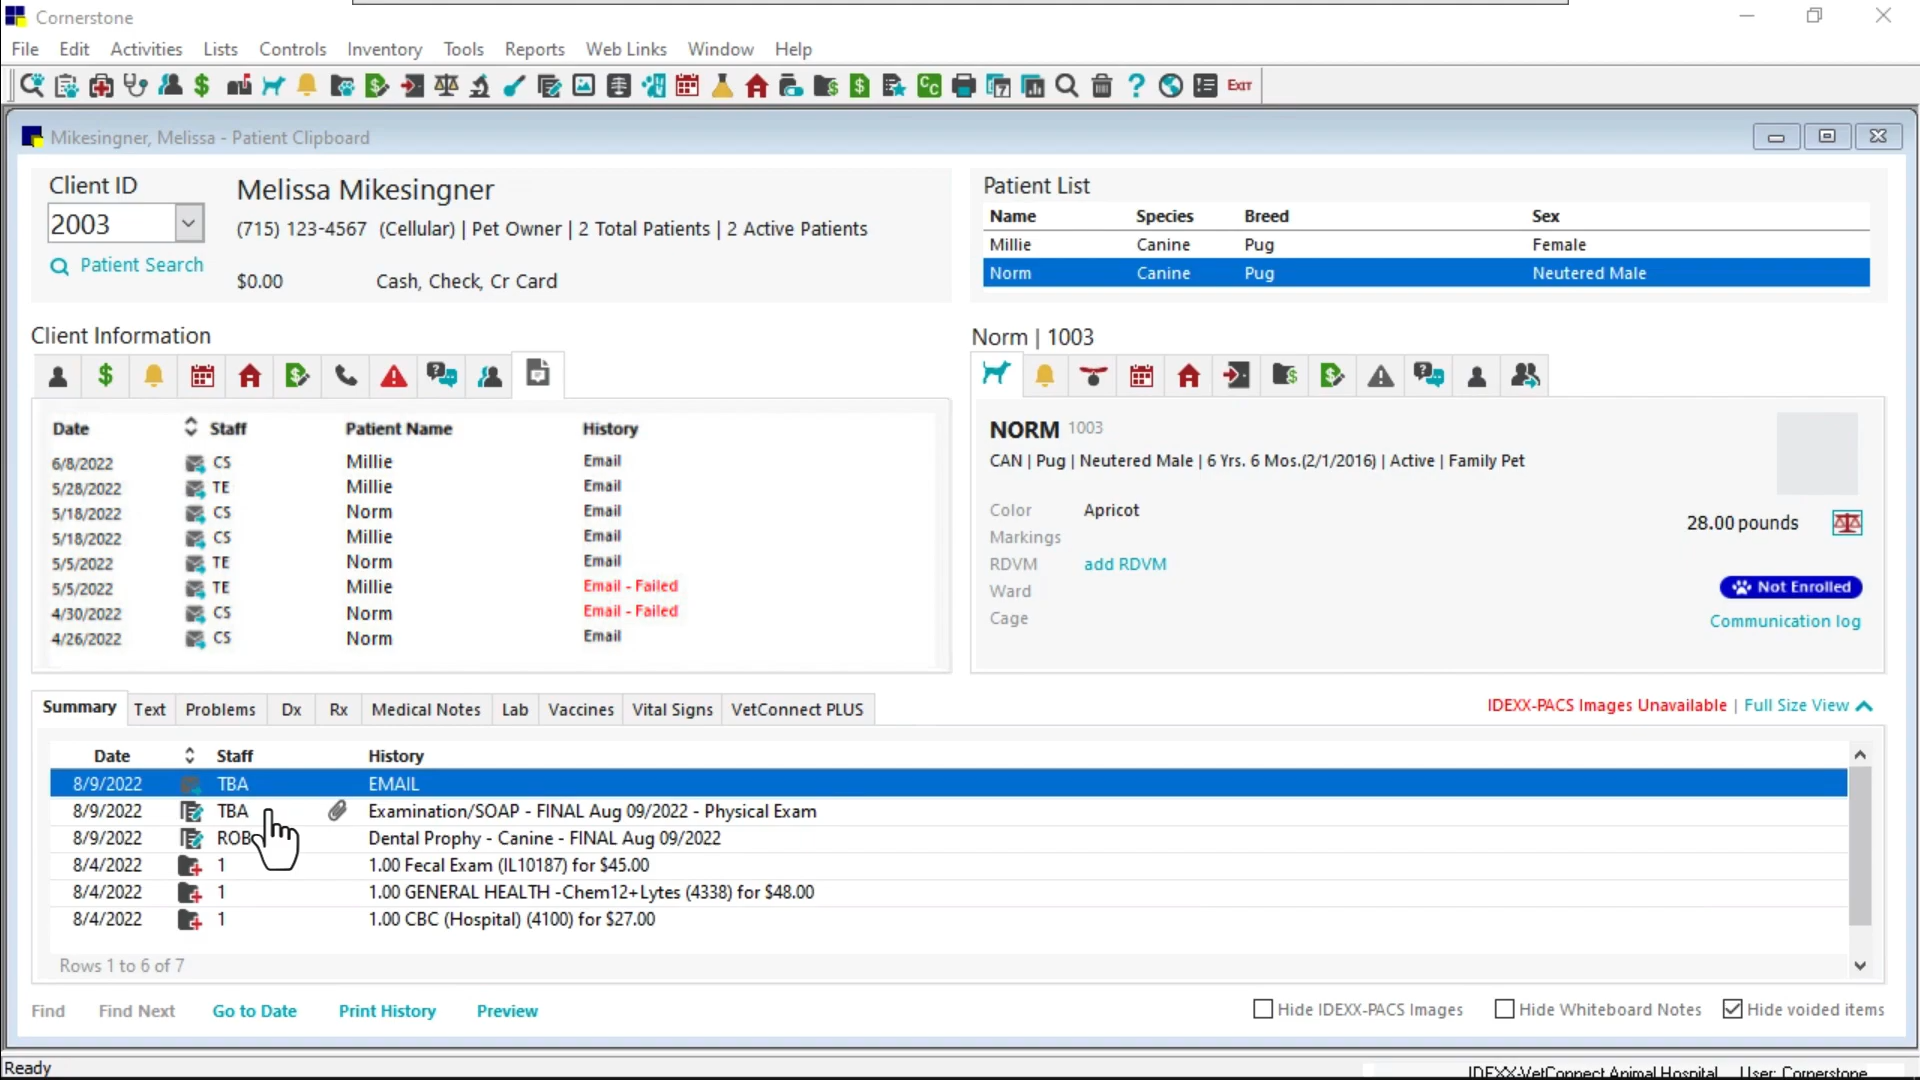 Cornerstone
File Edit Activities Lists Controls Inventory Tools Reports Web Links Window Help
EXIT
Mikesingner, Melissa - Patient Clipboard
Client ID
2003
Patient Search
Melissa Mikesingner
(715) 123-4567 (Cellular) | Pet Owner | 2 Total Patients | 2 Active Patients
$0.00 Cash, Check, Cr Card
Patient List
Name Species Breed Sex
Millie Canine Pug Female
Norm Canine Pug Neutered Male
Client Information
Date Staff Patient Name History
6/8/2022 CS Millie Email
5/28/2022 TE Millie Email
5/18/2022 CS Norm Email
5/18/2022 CS Millie Email
5/5/2022 TE Norm Email
5/5/2022 TE Millie Email - Failed
4/30/2022 CS Norm Email - Failed
4/26/2022 CS Norm Email
Norm | 1003
NORM 1003
CAN | Pug | Neutered Male | 6 Yrs. 6 Mos.(2/1/2016) | Active | Family Pet
Color Apricot
Markings
RDVM add RDVM
Ward
Cage
28.00 pounds
Not Enrolled
Communication log
Summary Text Problems Dx Rx Medical Notes Lab Vaccines Vital Signs VetConnect PLUS
IDEXX-PACS Images Unavailable | Full Size View
Date Staff History
8/9/2022 TBA EMAIL
8/9/2022 TBA Examination/SOAP - FINAL Aug 09/2022 - Physical Exam
8/9/2022 ROB Dental Prophy - Canine - FINAL Aug 09/2022
8/4/2022 1 1.00 Fecal Exam (IL10187) for $45.00
8/4/2022 1 1.00 GENERAL HEALTH -Chem12+Lytes (4338) for $48.00
8/4/2022 1 1.00 CBC (Hospital) (4100) for $27.00
Rows 1 to 6 of 7
Find Find Next Go to Date Print History Preview
Hide IDEXX-PACS Images Hide Whiteboard Notes Hide voided items
Ready
IDEXX-VetConnect Animal Hospital User: Cornerstone